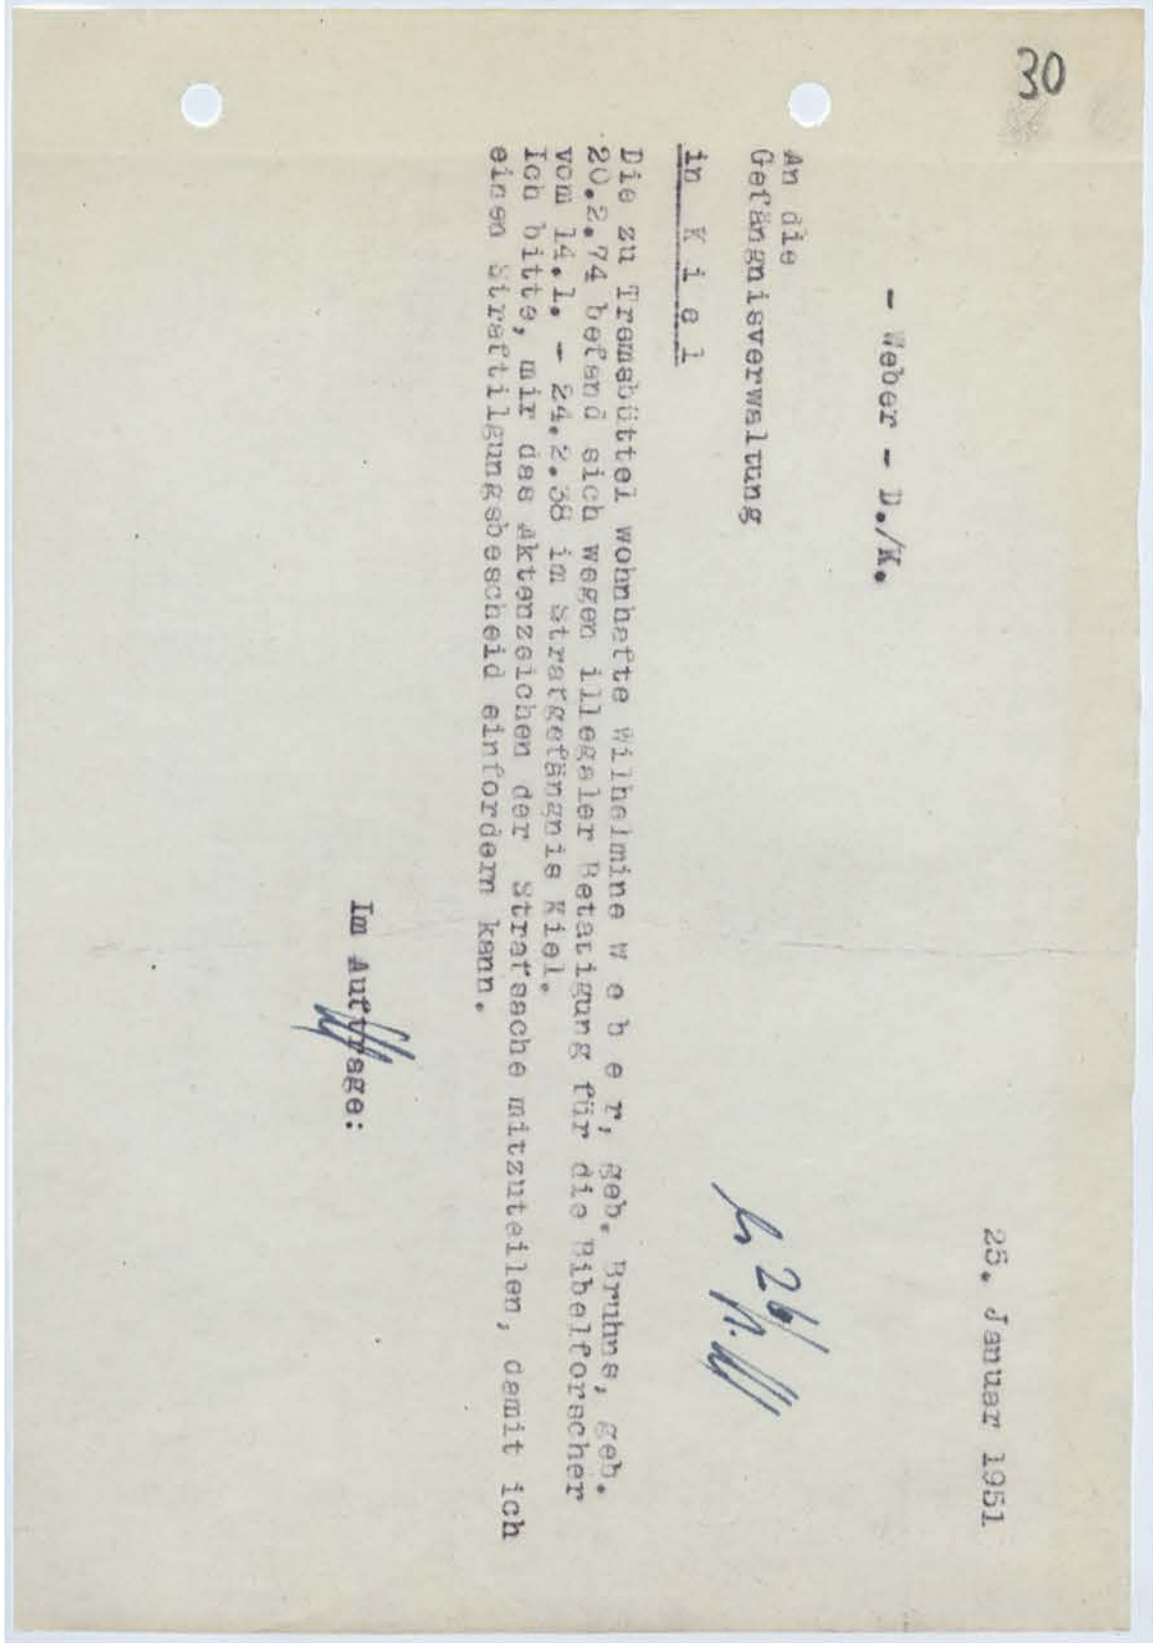 30
25. Januar 1951
- Weber - D./K.
An die
Gefängnisverwaltung
in K i e l
26/
Die zu Tremsbüttel wohnhafte Wilhelmine W e b e r, geb. Bruhns, geb.
20.2.74 befand sich wegen illegaler Betätigung für die Bibelforscher
vom 14.1. - 24.2.38 im Strafgefängnis Kiel.
Ich bitte, mir das Aktenzeichen der Strafsache mitzuteilen, damit ich
einen Straftilgungsbescheid einfordern kann.
Im Auftrage: